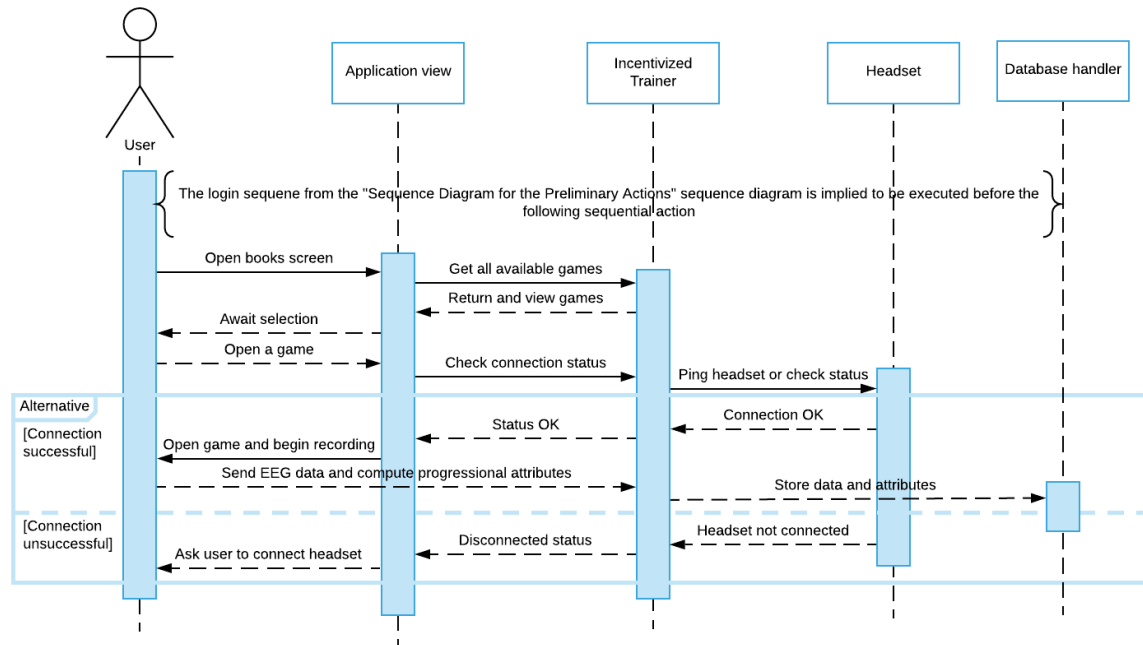 Application view
Incentivized
Trainer
Headset
Database handler
User
The login sequene from the "Sequence Diagram for the Preliminary Actions" sequence diagram is implied to be executed before the
following sequential action
Open books screen
Get all available games
Return and view games
Await selection
Open a game
Check connection status
Ping headset or check status
Alternative
[Connection
successful]
Connection OK
Status OK
Open game and begin recording
Send EEG data and compute progressional attributes
Store data and attributes
[Connection
unsuccessful]
Headset not connected
Disconnected status
Ask user to connect headset